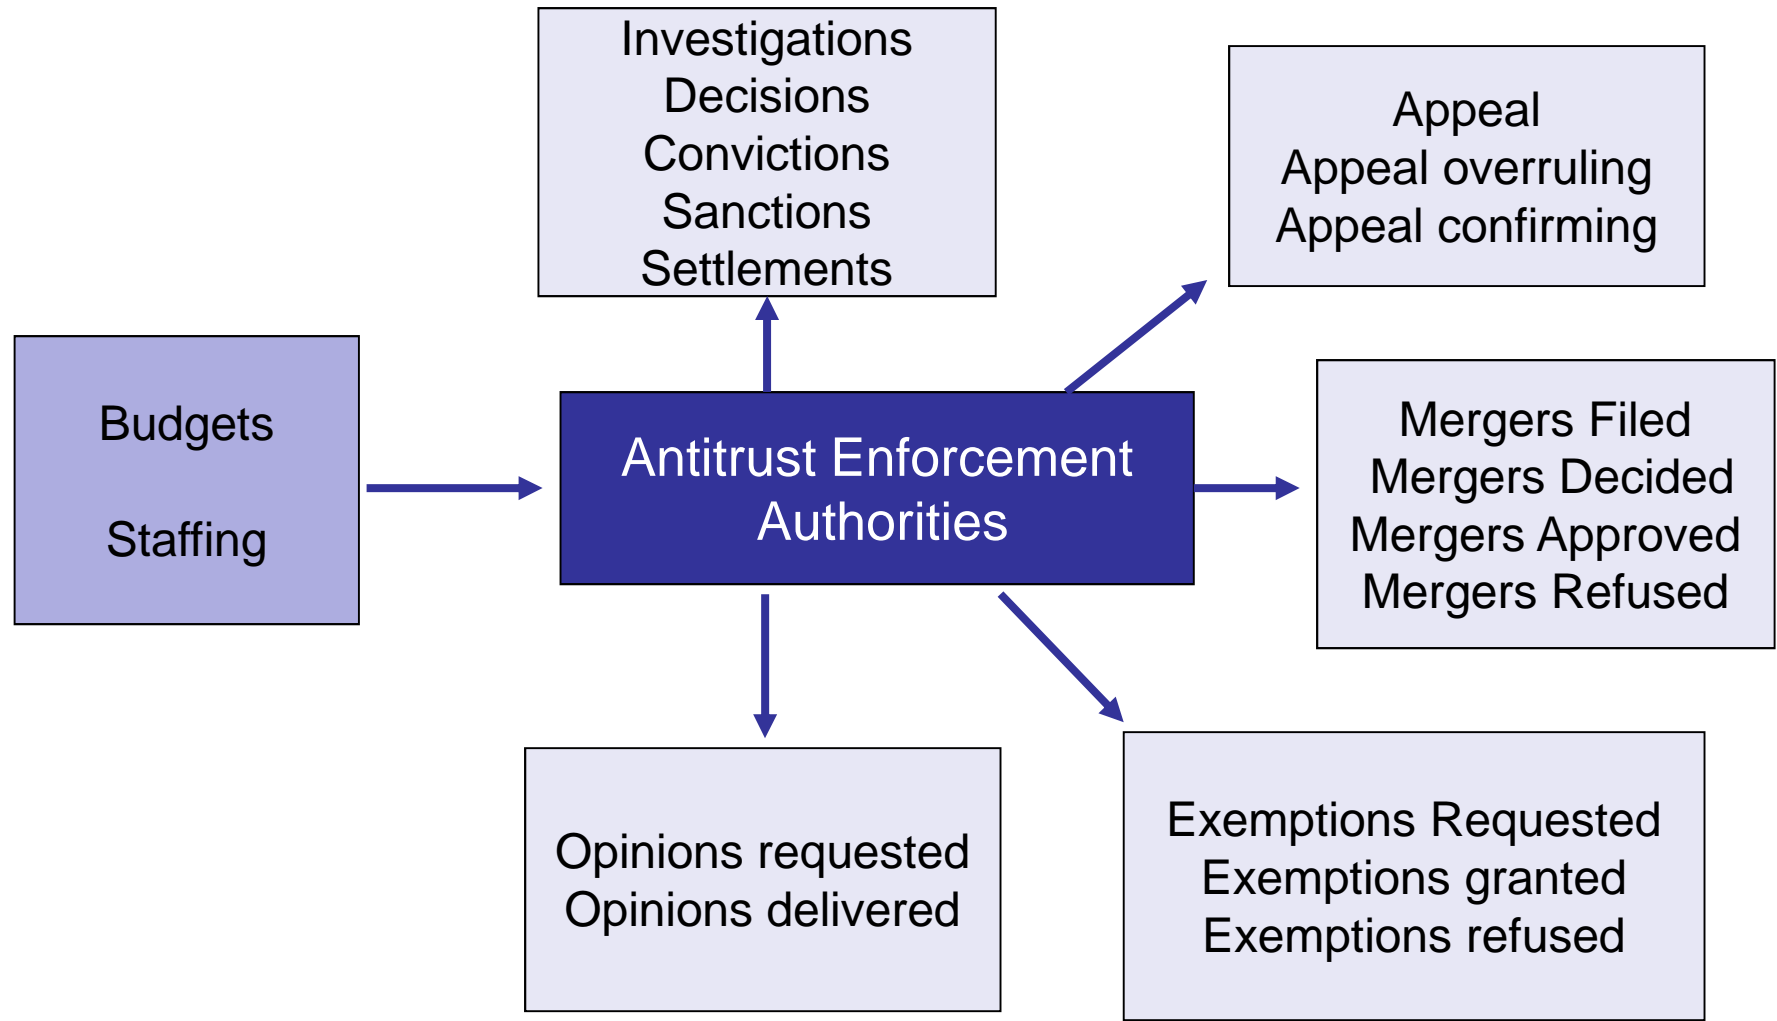 Investigations
Decisions
Convictions
Sanctions
Settlements
Appeal
Appeal overruling
Appeal confirming
Budgets
Staffing
Antitrust Enforcement
Authorities
Mergers Filed
Mergers Decided
Mergers Approved
Mergers Refused
Opinions requested
Opinions delivered
Exemptions Requested
Exemptions granted
Exemptions refused